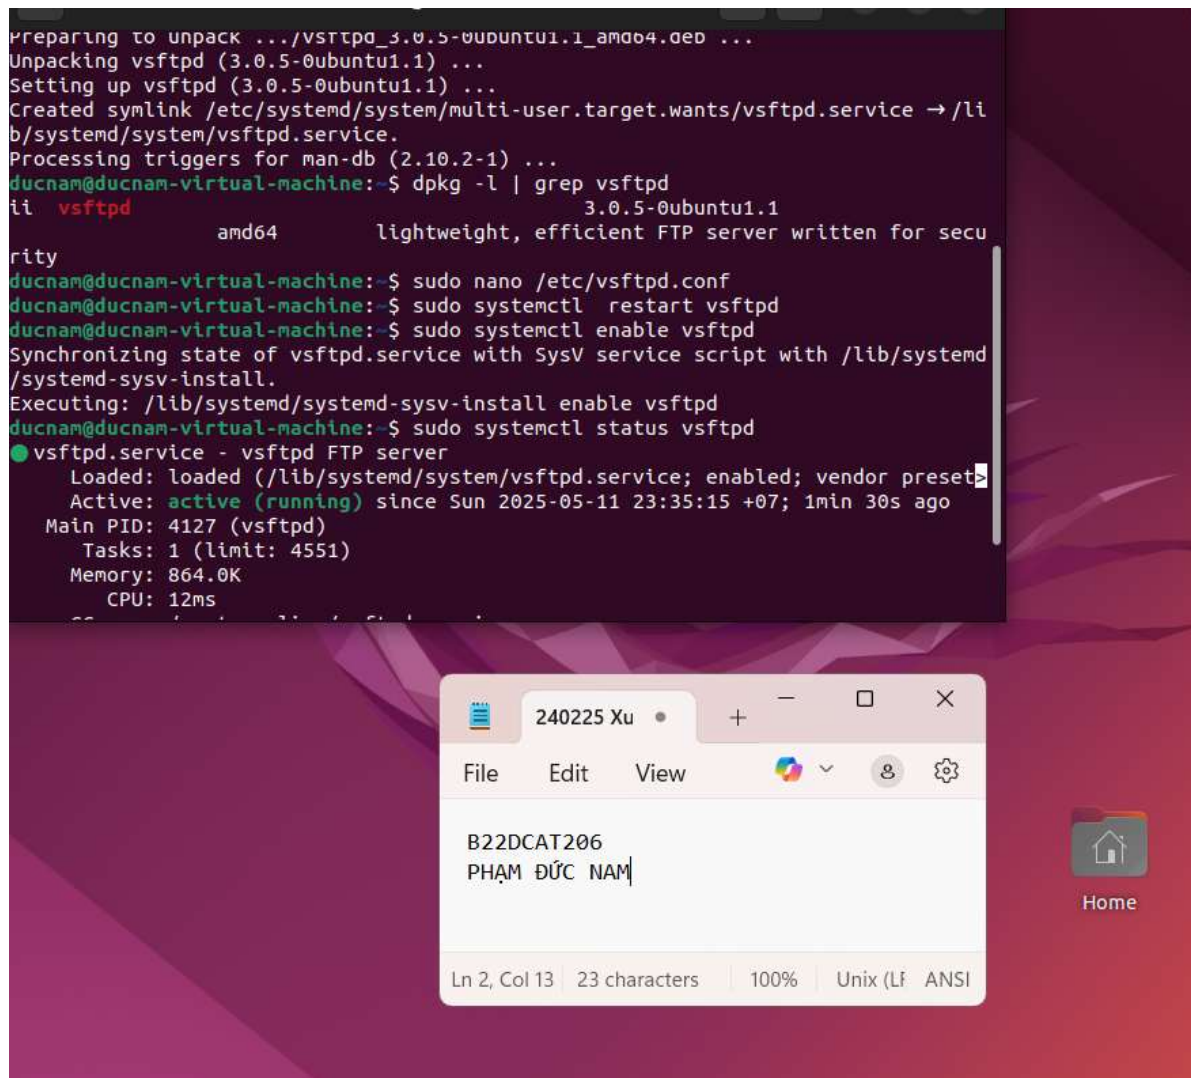 Preparing to unpack .../vsftpd_3.0.5-0ubuntu1.1_amd64.deb ...
Unpacking vsftpd (3.0.5-0ubuntu1.1) ...
Setting up vsftpd (3.0.5-0ubuntu1.1) ...
Created symlink /etc/systemd/system/multi-user.target.wants/vsftpd.service → /li
b/systemd/system/vsftpd.service.
Processing triggers for man-db (2.10.2-1) ...
ducnam@ducnam-virtual-machine:~$ dpkg -l | grep vsftpd
ii  vsftpd                                     3.0.5-0ubuntu1.1
                 amd64        lightweight, efficient FTP server written for secu
rity
ducnam@ducnam-virtual-machine:~$ sudo nano /etc/vsftpd.conf
ducnam@ducnam-virtual-machine:~$ sudo systemctl  restart vsftpd
ducnam@ducnam-virtual-machine:~$ sudo systemctl enable vsftpd
Synchronizing state of vsftpd.service with SysV service script with /lib/systemd
/systemd-sysv-install.
Executing: /lib/systemd/systemd-sysv-install enable vsftpd
ducnam@ducnam-virtual-machine:~$ sudo systemctl status vsftpd
● vsftpd.service - vsftpd FTP server
     Loaded: loaded (/lib/systemd/system/vsftpd.service; enabled; vendor preset>
     Active: active (running) since Sun 2025-05-11 23:35:15 +07; 1min 30s ago
   Main PID: 4127 (vsftpd)
      Tasks: 1 (limit: 4551)
     Memory: 864.0K
        CPU: 12ms
240225 Xu
File Edit View
B22DCAT206
PHẠM ĐỨC NAM
Ln 2, Col 13 23 characters 100% Unix (LF ANSI
Home